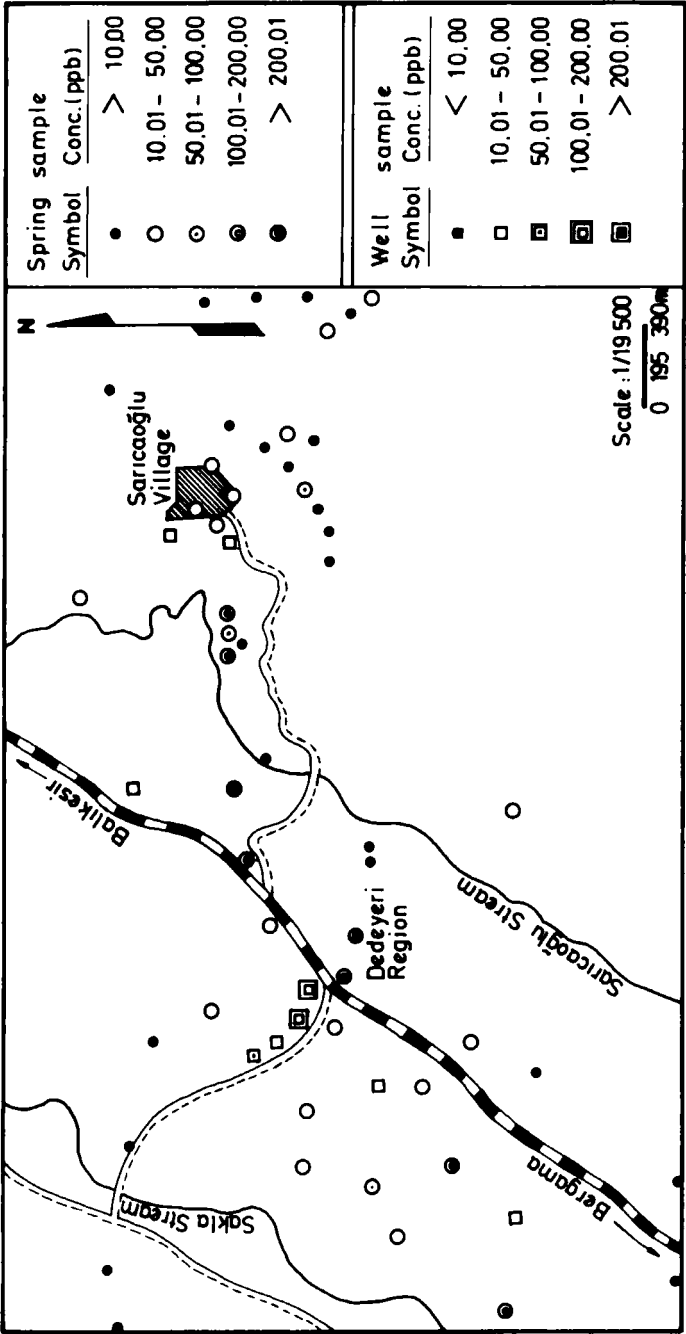 Spring sample
Symbol Conc.(ppb)
> 10.00
10.01 - 50.00
50.01 - 100.00
100.01 - 200.00
> 200.01
Well sample
Symbol Conc.(ppb)
< 10.00
10.01 - 50.00
50.01 - 100.00
100.01 - 200.00
> 200.01
N
Sarıcaoğlu
Village
Scale : 1/19 500
0 195 390m
Balıkesir
Dedeyeri
Region
Sarıcaoğlu Stream
Sakla Stream
Bergama